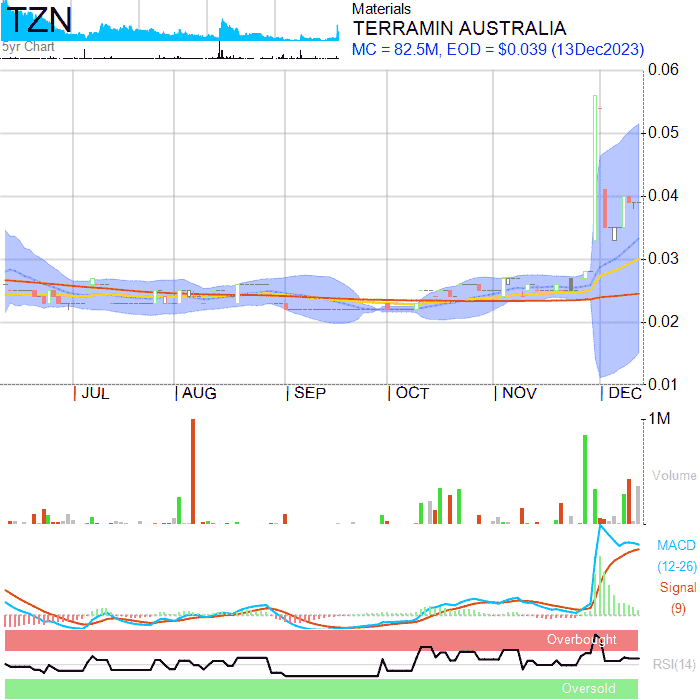 TZN
5yr Chart
Materials
TERRAMIN AUSTRALIA
MC = 82.5M, EOD = $0.039 (13Dec2023)
0.06
0.05
0.04
0.03
0.02
0.01
JUL AUG SEP OCT NOV DEC
1M
Volume
MACD
(12-26)
Signal
(9)
Overbought
RSI(14)
Oversold